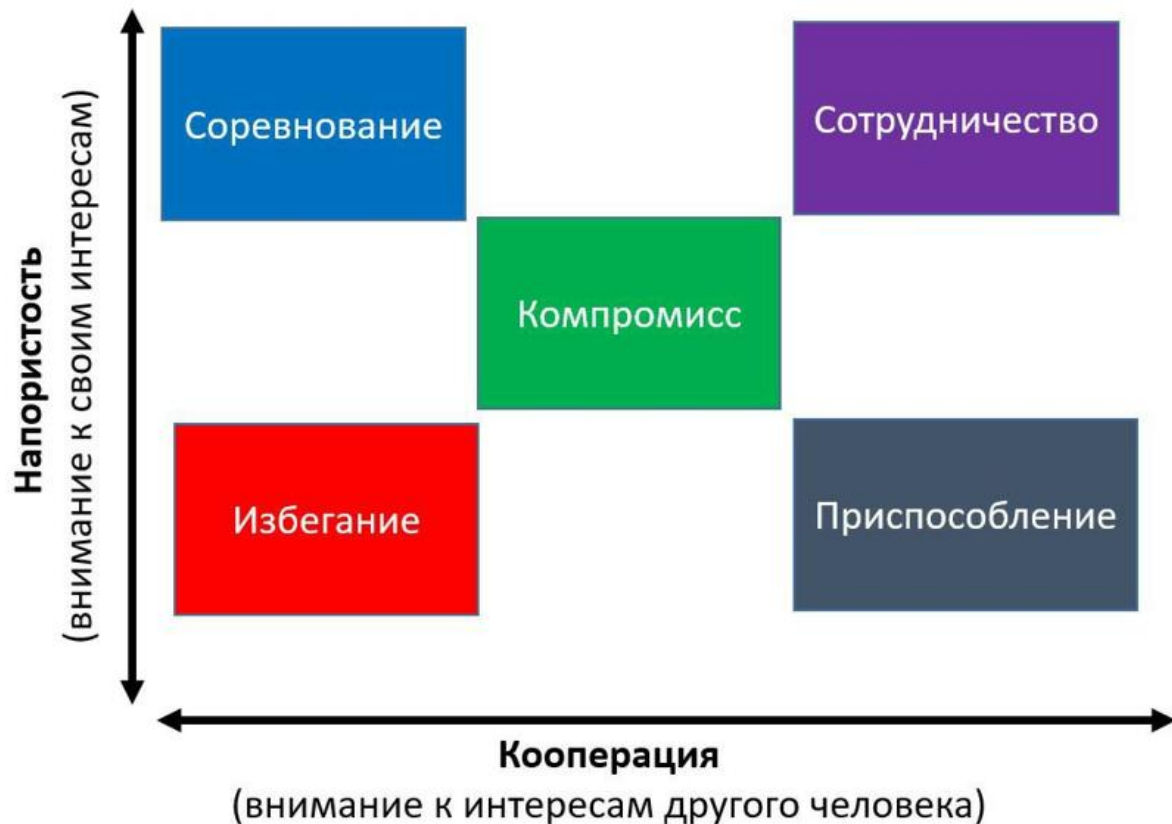 Соревнование
Сотрудничество
Компромисс
Избегание
Приспособление
Напористость
(внимание к своим интересам)
Кооперация
(внимание к интересам другого человека)